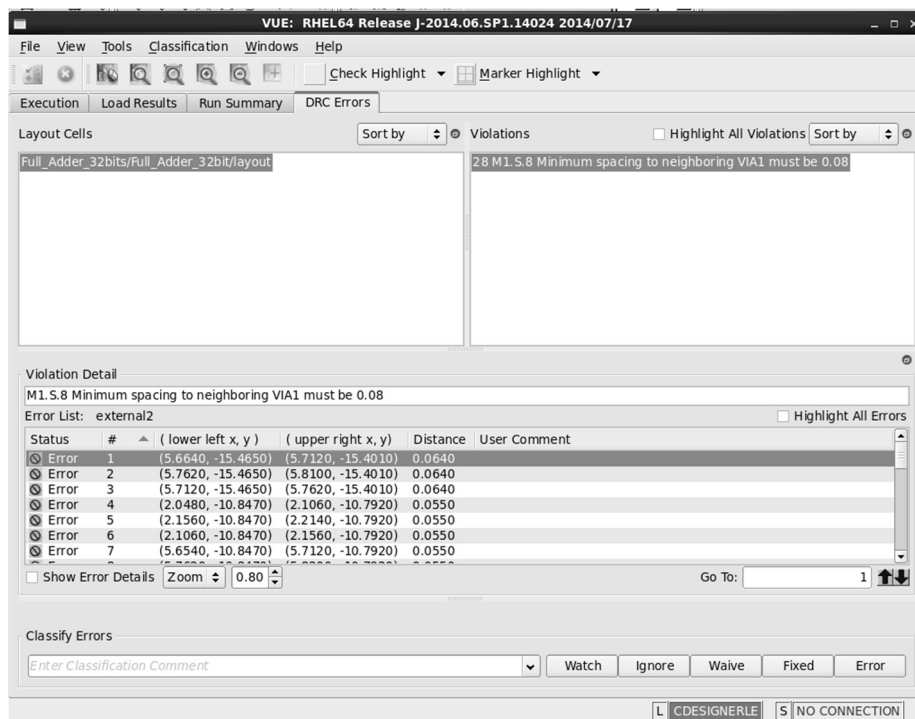 VUE: RHEL64 Release J-2014.06.SP1.14024 2014/07/17
File View Tools Classification Windows Help
Check Highlight Marker Highlight
Execution Load Results Run Summary DRC Errors
Layout Cells Sort by Violations Highlight All Violations Sort by
Full_Adder_32bits/Full_Adder_32bit/layout 28 M1.S.8 Minimum spacing to neighboring VIA1 must be 0.08
Violation Detail
M1.S.8 Minimum spacing to neighboring VIA1 must be 0.08
Error List: external2 Highlight All Errors
Status # ( lower left x, y ) ( upper right x, y) Distance User Comment
Error 1 (5.6640, -15.4650) (5.7120, -15.4010) 0.0640
Error 2 (5.7620, -15.4650) (5.8100, -15.4010) 0.0640
Error 3 (5.7120, -15.4650) (5.7620, -15.4010) 0.0640
Error 4 (2.0480, -10.8470) (2.1060, -10.7920) 0.0550
Error 5 (2.1560, -10.8470) (2.2140, -10.7920) 0.0550
Error 6 (2.1060, -10.8470) (2.1560, -10.7920) 0.0550
Error 7 (5.6540, -10.8470) (5.7120, -10.7920) 0.0550
Show Error Details Zoom 0.80 Go To: 1
Classify Errors
Enter Classification Comment Watch Ignore Waive Fixed Error
L CDESIGNERLE S NO CONNECTION